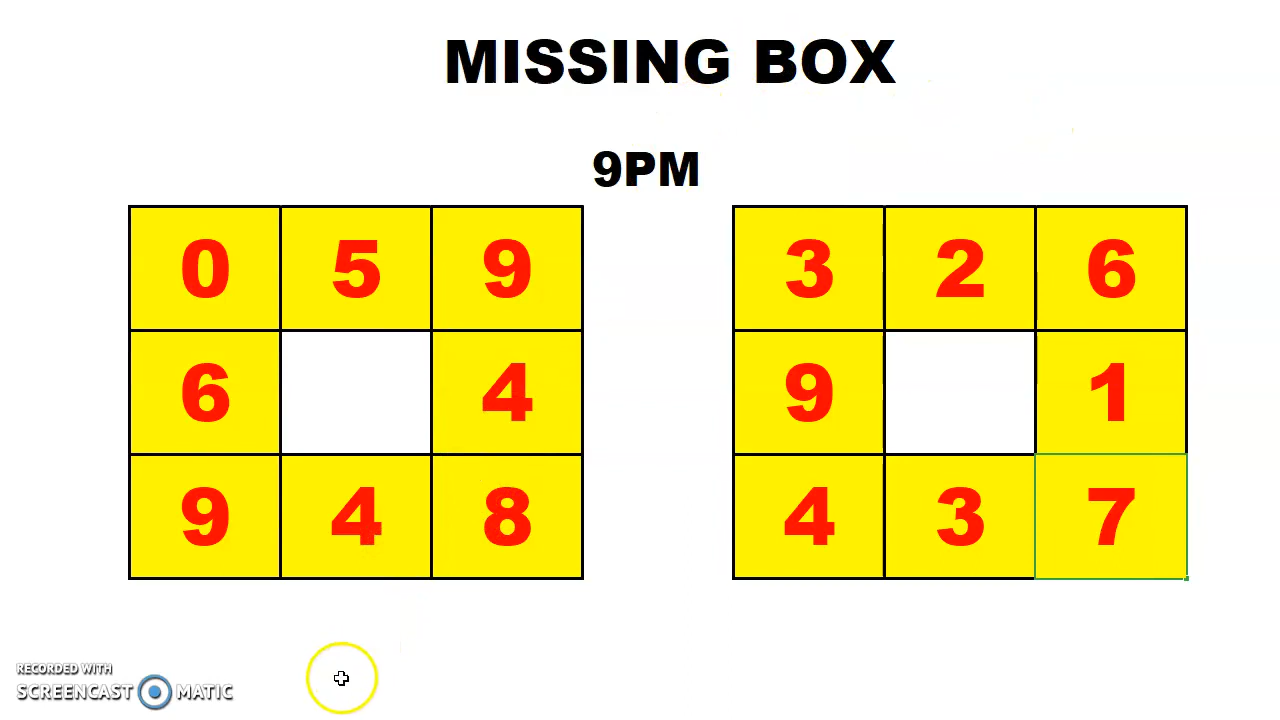 MISSING BOX
9PM
0 5 9 3 2 6
6 4 9 1
9 4 8 4 3 7
RECORDED WITH
SCREENCAST MATIC